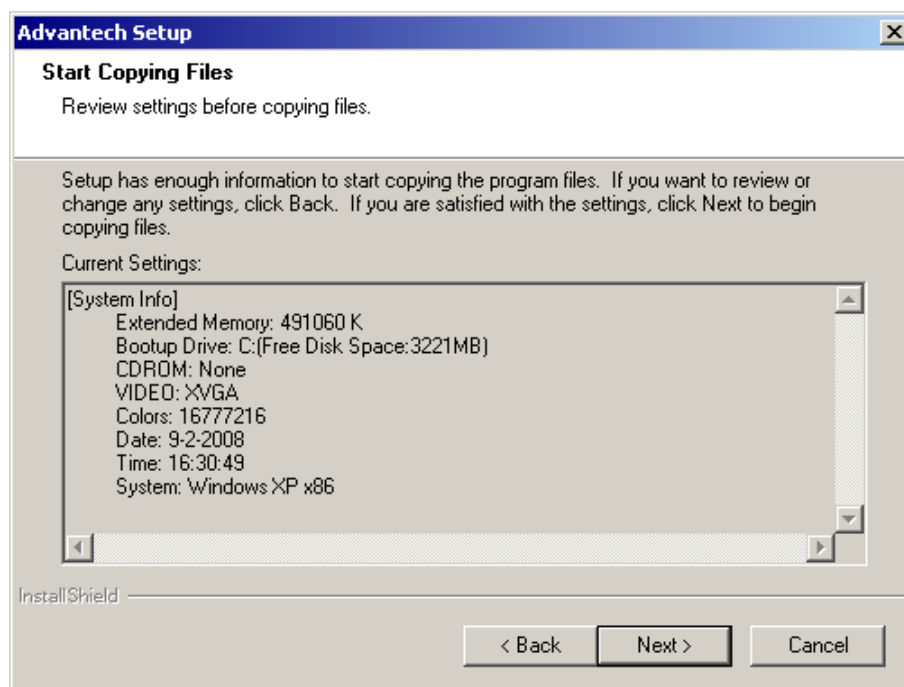 Advantech Setup
Start Copying Files
Review settings before copying files.
Setup has enough information to start copying the program files. If you want to review or
change any settings, click Back. If you are satisfied with the settings, click Next to begin
copying files.
Current Settings:
[System Info]
Extended Memory: 491060 K
Bootup Drive: C:(Free Disk Space:3221MB)
CDROM: None
VIDEO: XVGA
Colors: 16777216
Date: 9-2-2008
Time: 16:30:49
System: Windows XP x86
InstallShield
< Back Next > Cancel